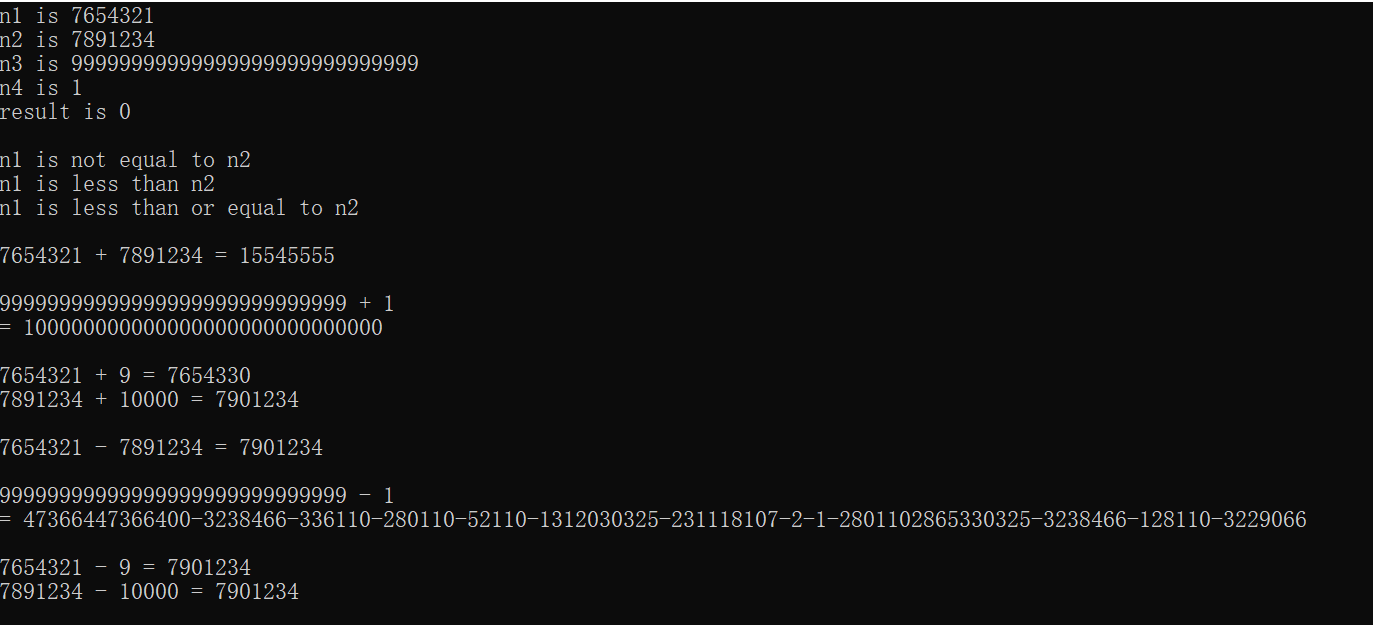 n1 is 7654321
n2 is 7891234
n3 is 99999999999999999999999999999
n4 is 1
result is 0
n1 is not equal to n2
n1 is less than n2
n1 is less than or equal to n2
7654321 + 7891234 = 15545555
99999999999999999999999999999 + 1
= 100000000000000000000000000000
7654321 + 9 = 7654330
7891234 + 10000 = 7901234
7654321 - 7891234 = 7901234
99999999999999999999999999999 - 1
= 47366447366400-3238466-336110-280110-52110-1312030325-231118107-2-1-2801102865330325-3238466-128110-3229066
7654321 - 9 = 7901234
7891234 - 10000 = 7901234